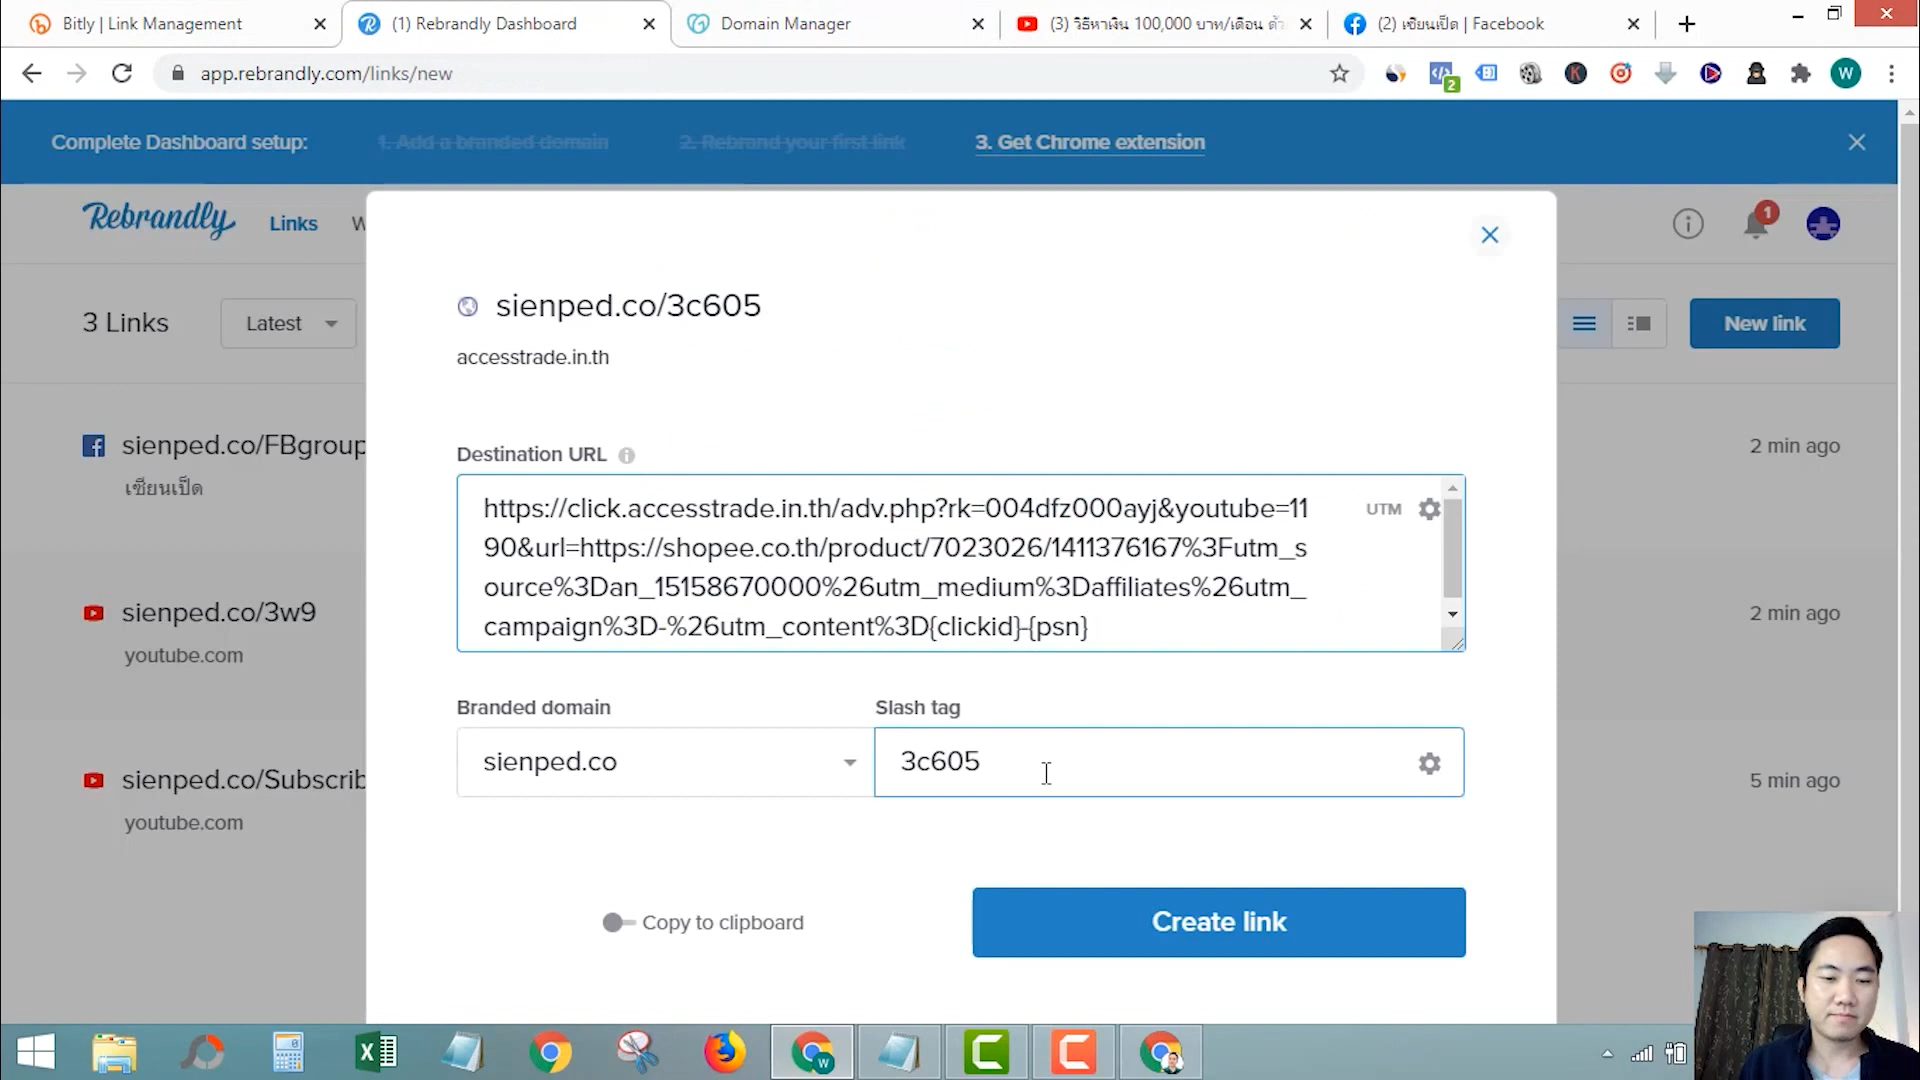 Bitly | Link Management
(1) Rebrandly Dashboard
Domain Manager
(3) วิธีหาเงิน 100,000 บาท/เดือน ด้ว
(2) เซียนเป็ด | Facebook
app.rebrandly.com/links/new
2
W
Complete Dashboard setup:
1. Add a branded domain
2. Rebrand your first link
3. Get Chrome extension
Rebrandly
Links
W
1
3 Links
Latest
New link
sienped.co/3c605
accesstrade.in.th
sienped.co/FBgroup
2 min ago
เซียนเป็ด
Destination URL
https://click.accesstrade.in.th/adv.php?rk=004dfz000ayj&youtube=11
90&url=https://shopee.co.th/product/7023026/1411376167%3Futm_s
ource%3Dan_15158670000%26utm_medium%3Daffiliates%26utm_
campaign%3D-%26utm_content%3D{clickid}-{psn}
UTM
sienped.co/3w9
2 min ago
youtube.com
Branded domain
Slash tag
sienped.co
3c605
sienped.co/Subscrib
5 min ago
youtube.com
Copy to clipboard
Create link